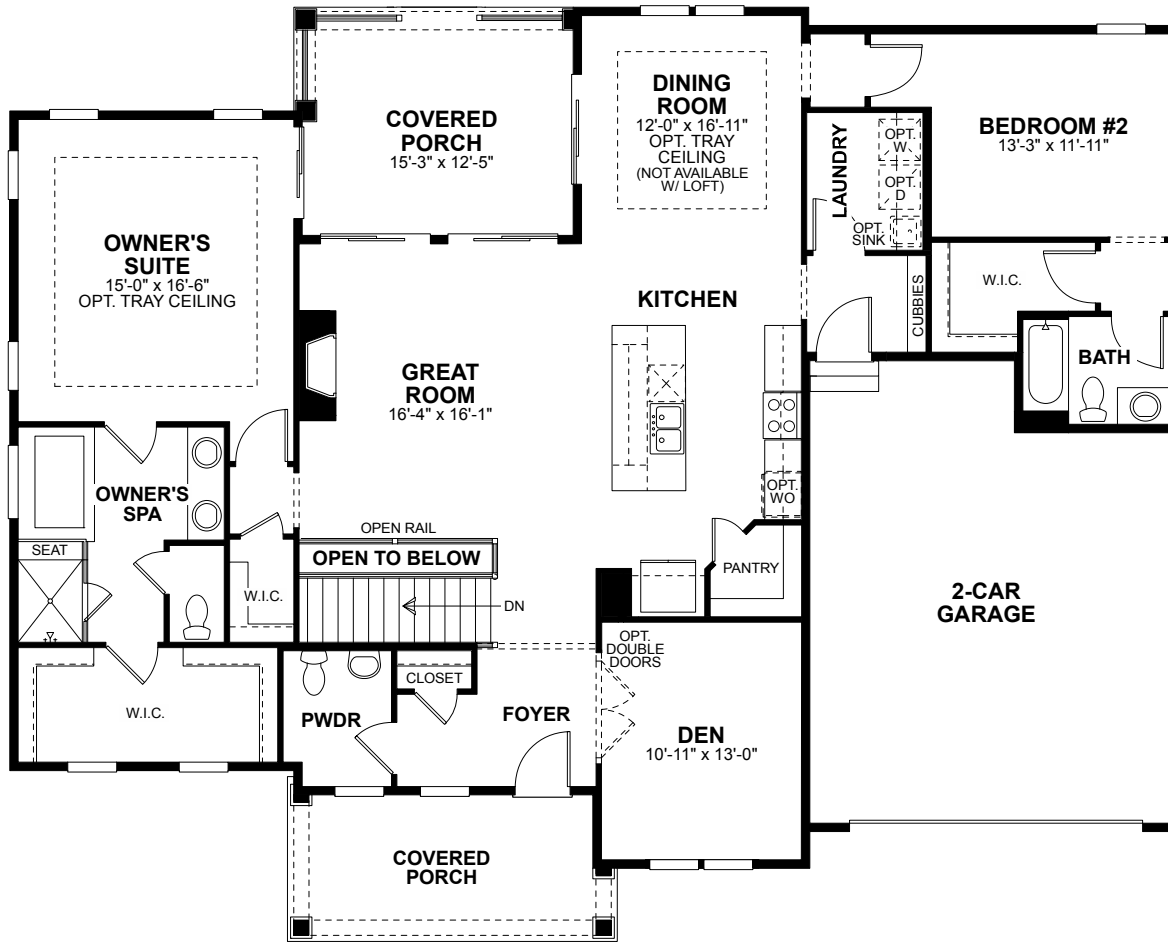 COVERED
PORCH
15'-3" x 12'-5"
DINING
ROOM
12'-0" x 16'-11"
OPT. TRAY
CEILING
(NOT AVAILABLE
W/ LOFT)
LAUNDRY
OPT.
W
OPT.
D
OPT.
SINK
BEDROOM #2
13'-3" x 11'-11"
OWNER'S
SUITE
15'-0" x 16'-6"
OPT. TRAY CEILING
KITCHEN
CUBBIES
W.I.C.
BATH
GREAT
ROOM
16'-4" x 16'-1"
OWNER'S
SPA
SEAT
OPT.
WO
OPEN RAIL
OPEN TO BELOW
PANTRY
W.I.C.
DN
2-CAR
GARAGE
OPT.
DOUBLE
DOORS
CLOSET
W.I.C.
PWDR
FOYER
DEN
10'-11" x 13'-0"
COVERED
PORCH